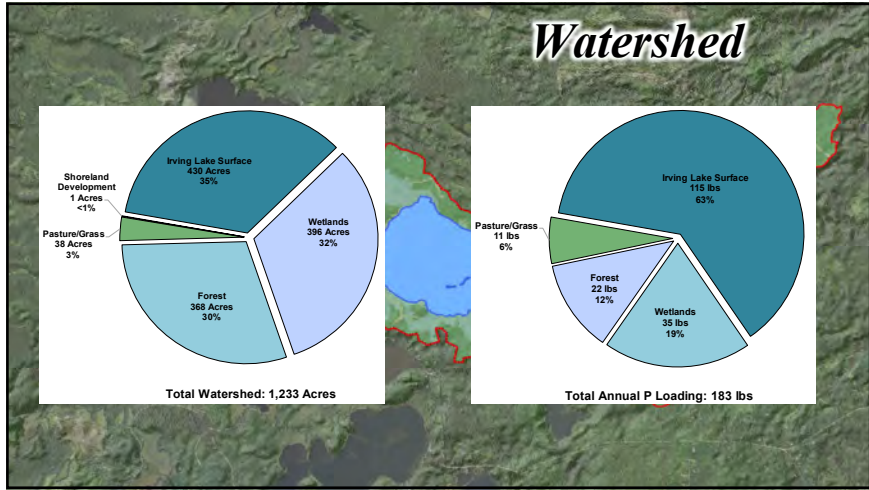 Watershed
Irving Lake Surface
430 Acres
35%
Shoreland
Development
1 Acres
<1%
Pasture/Grass
38 Acres
3%
Wetlands
396 Acres
32%
Forest
368 Acres
30%
Total Watershed: 1,233 Acres
Irving Lake Surface
115 lbs
63%
Pasture/Grass
11 lbs
6%
Forest
22 lbs
12%
Wetlands
35 lbs
19%
Total Annual P Loading: 183 lbs